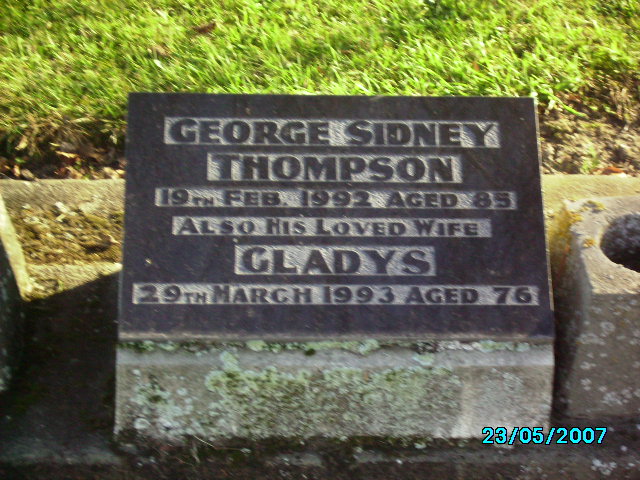 GEORGE SIDNEY
THOMPSON
19TH FEB. 1992 AGED 85
ALSO HIS LOVED WIFE
GLADYS
29TH MARCH 1993 AGED 76
23/05/2007